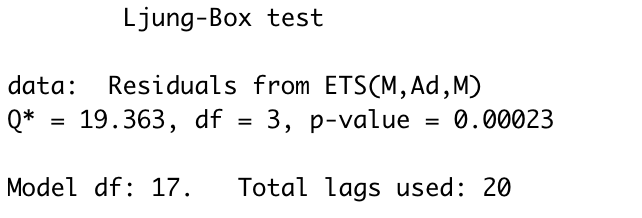 Ljung-Box test
data:  Residuals from ETS(M,Ad,M)
Q* = 19.363, df = 3, p-value = 0.00023
Model df: 17.   Total lags used: 20